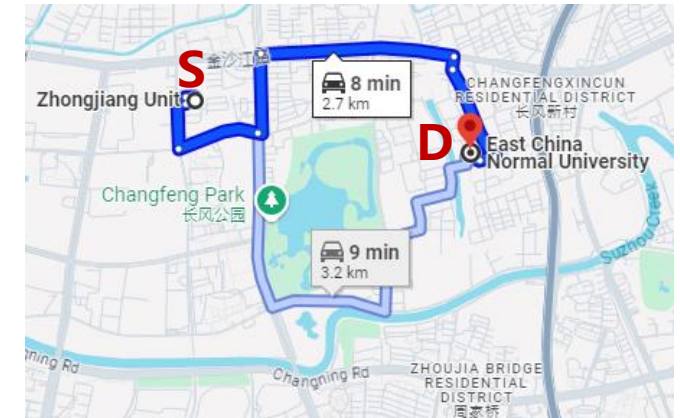 金沙江路
S
Zhongjiang Unit
8 min
2.7 km
CHANGFENGXINCUN
RESIDENTIAL DISTRICT
长风新村
D
East China
Normal University
Changfeng Park
长风公园
9 min
3.2 km
Suzhou Creek
ning Rd
Changning Rd
ZHOUJIA BRIDGE
RESIDENTIAL
DISTRICT
周家桥